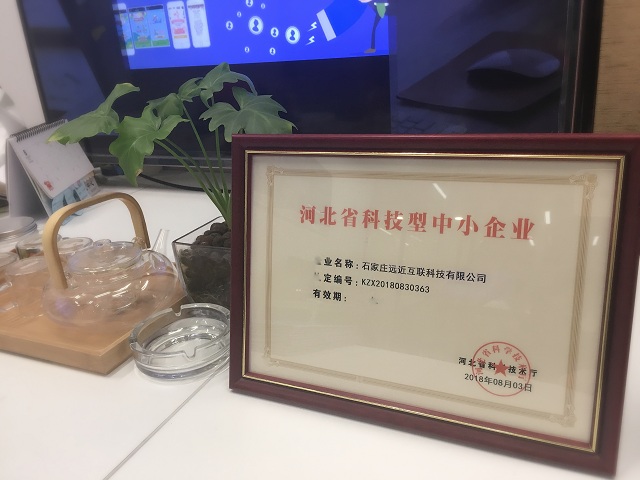 河北省科技型中小企业
业名称：石家庄远近互联科技有限公司
定编号：KZX20180830363
有效期：
河北省科 技术厅
2018年08月03日